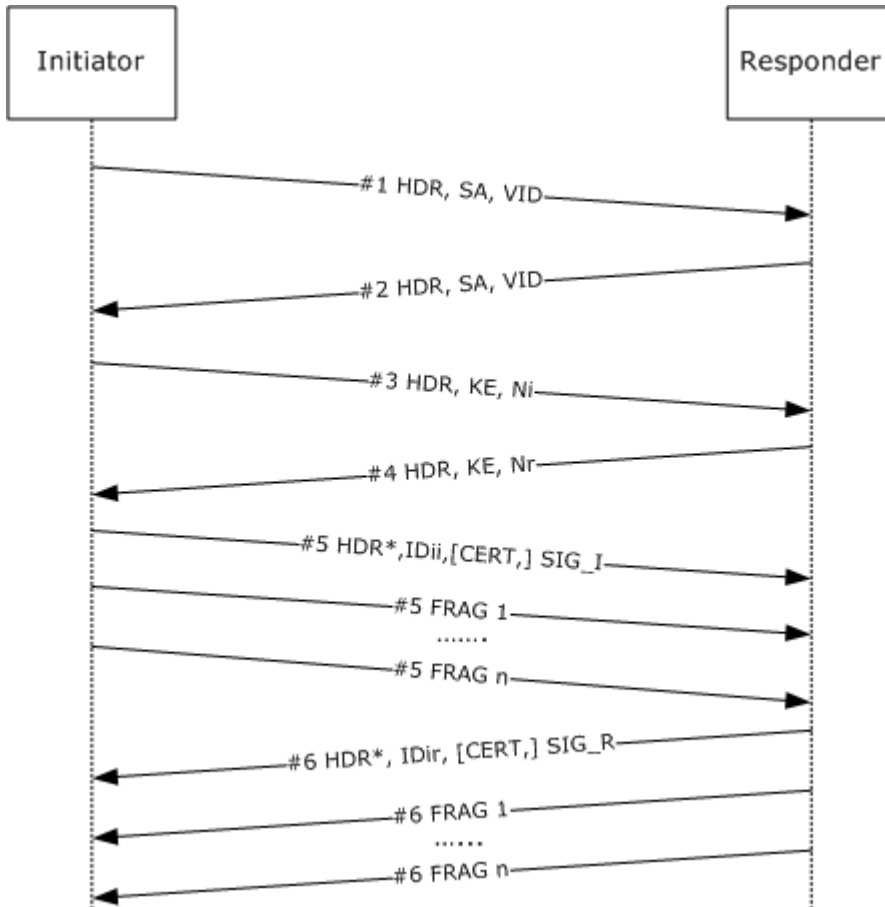 Initiator
Responder
#1 HDR, SA, VID
#2 HDR, SA, VID
#3 HDR, KE, Ni
#4 HDR, KE, Nr
#5 HDR*,IDii,[CERT,] SIG_I
#5 FRAG 1
.......
#5 FRAG n
#6 HDR*, IDir, [CERT,] SIG_R
#6 FRAG 1
......
#6 FRAG n